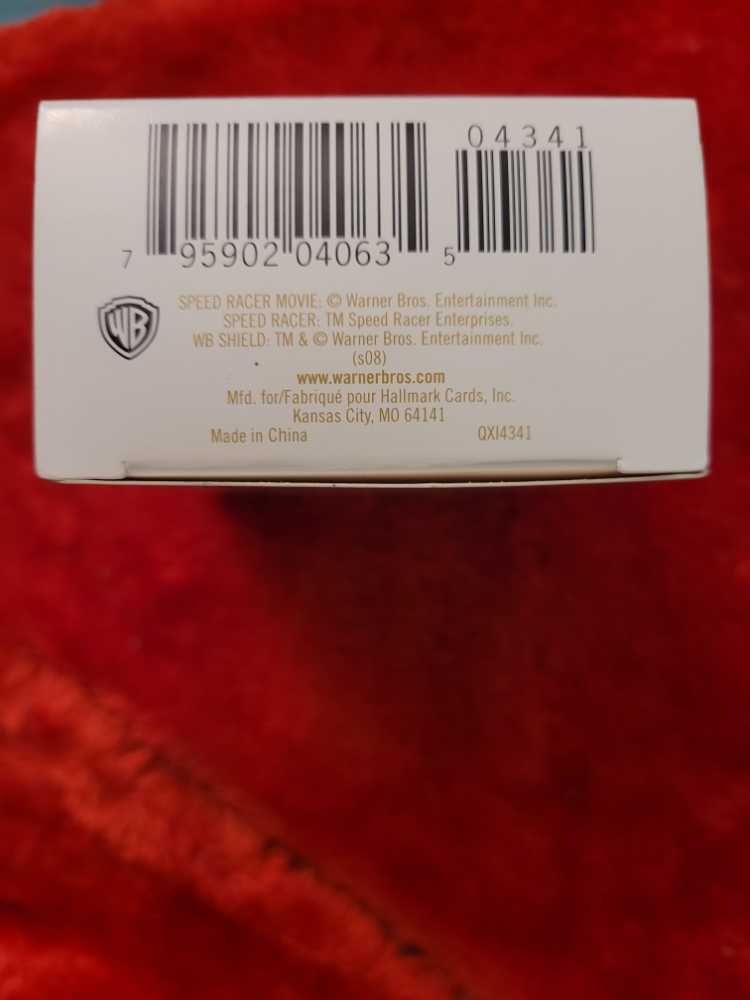 04341
7 95902 04063 5
WB
SPEED RACER MOVIE: © Warner Bros. Entertainment Inc.
SPEED RACER: TM Speed Racer Enterprises.
WB SHIELD: TM & © Warner Bros. Entertainment Inc.
(s08)
www.warnerbros.com
Mfd. for/Fabriqué pour Hallmark Cards, Inc.
Kansas City, MO 64141
Made in China QXI4341